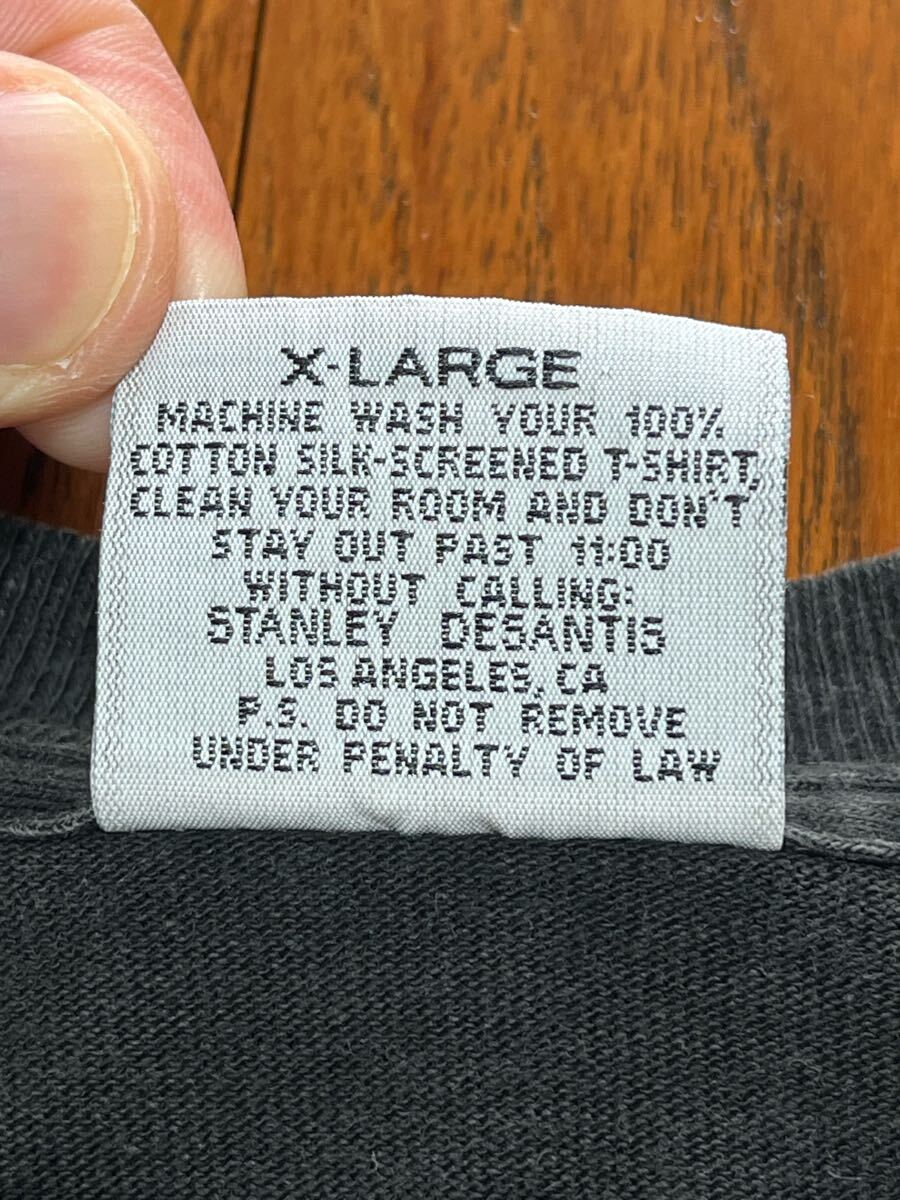 X-LARGE
MACHINE WASH YOUR 100%
COTTON SILK-SCREENED T-SHIRT,
CLEAN YOUR ROOM AND DON'T
STAY OUT PAST 11:00
WITHOUT CALLING:
STANLEY DESANTIS
LOS ANGELES, CA
P.S. DO NOT REMOVE
UNDER PENALTY OF LAW